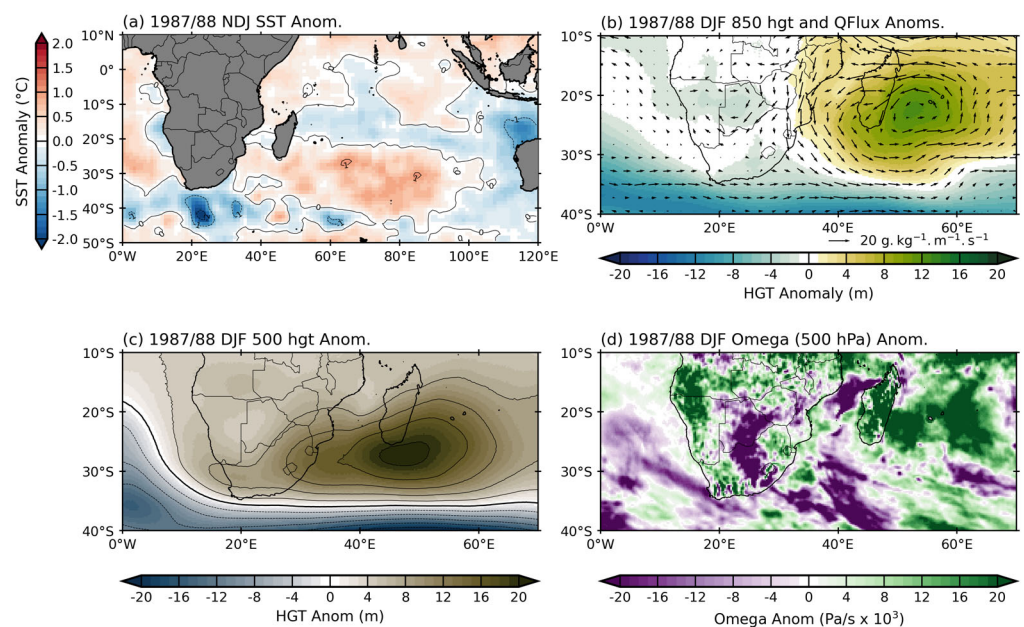 (a) 1987/88 NDJ SST Anom.
SST Anomaly (°C)
2.0
1.5
1.0
0.5
0.0
-0.5
-1.0
-1.5
-2.0
10°N
0°
10°S
20°S
30°S
40°S
50°S
0°W 20°E 40°E 60°E 80°E 100°E 120°E
(b) 1987/88 DJF 850 hgt and QFlux Anoms.
10°S
20°S
30°S
40°S
0°W 20°E 40°E 60°E
20 g. kg⁻¹. m⁻¹. s⁻¹
-20 -16 -12 -8 -4 0 4 8 12 16 20
HGT Anomaly (m)
(c) 1987/88 DJF 500 hgt Anom.
10°S
20°S
30°S
40°S
0°W 20°E 40°E 60°E
-20 -16 -12 -8 -4 0 4 8 12 16 20
HGT Anom (m)
(d) 1987/88 DJF Omega (500 hPa) Anom.
10°S
20°S
30°S
40°S
0°W 20°E 40°E 60°E
-20 -16 -12 -8 -4 0 4 8 12 16 20
Omega Anom (Pa/s x 10³)